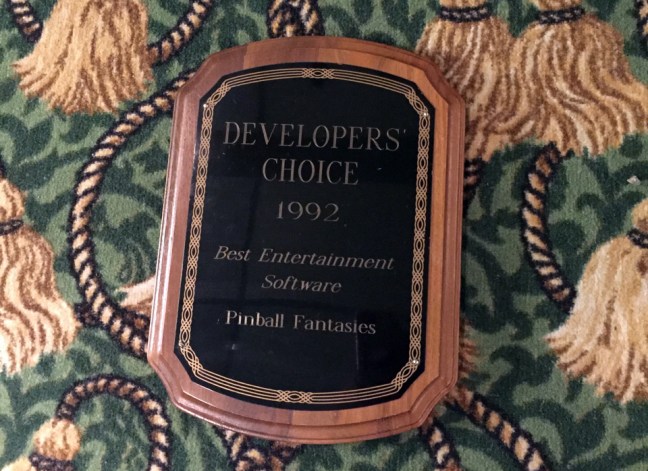 DEVELOPERS'
CHOICE
1992
Best Entertainment
Software
Pinball Fantasies